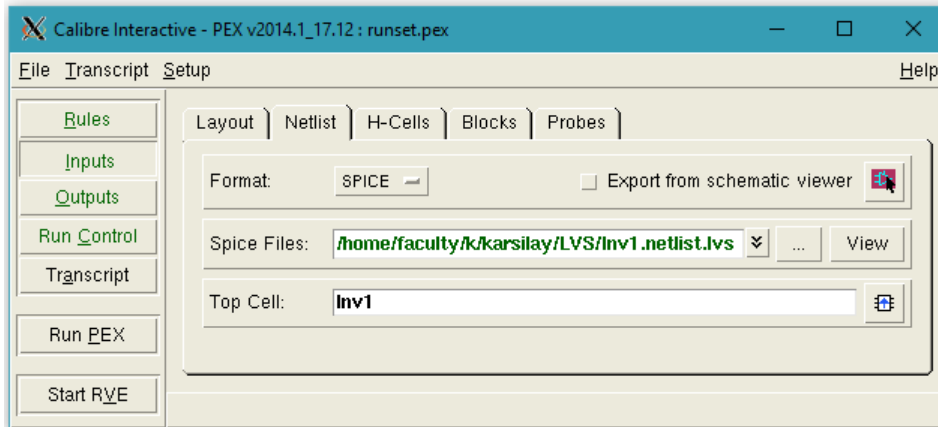 Calibre Interactive - PEX v2014.1_17.12 : runset.pex
File Transcript Setup Help
Rules
Inputs
Outputs
Run Control
Transcript
Run PEX
Start RVE
Layout Netlist H-Cells Blocks Probes
Format: SPICE Export from schematic viewer
Spice Files: /home/faculty/k/karsilay/LVS/Inv1.netlist.lvs ... View
Top Cell: Inv1